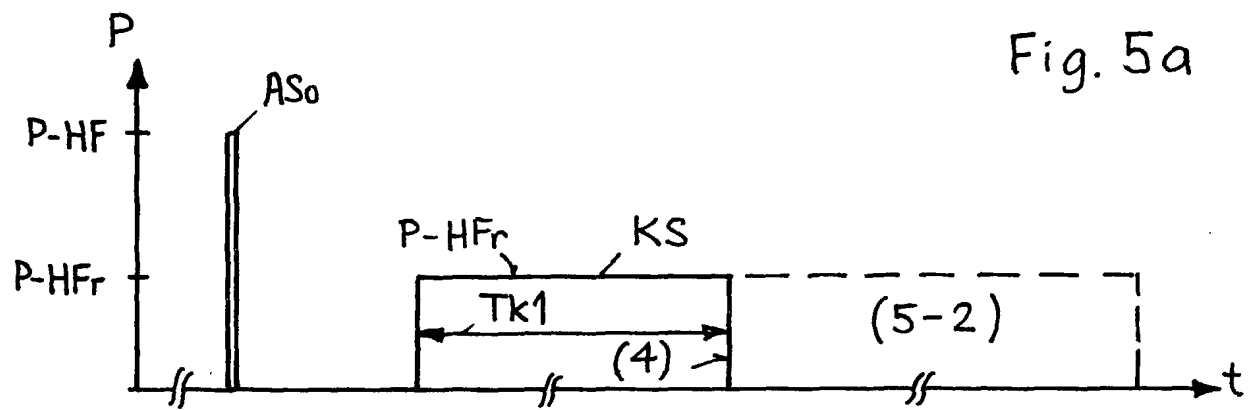 P
Fig. 5a
ASo
P-HF
P-HFr
KS
P-HFr
Tk1
(5-2)
(4)
t